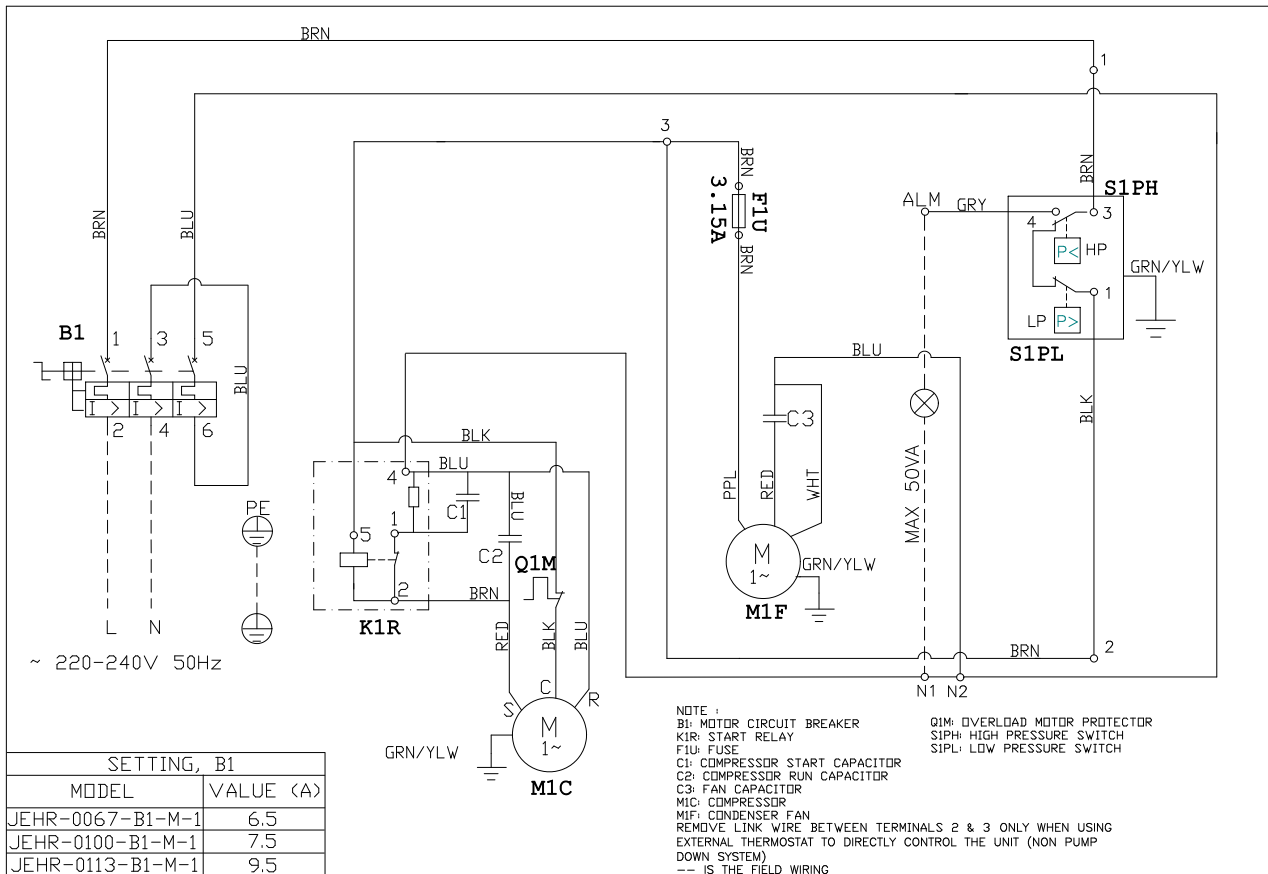 BRN
1
3
BRN
BLU
BRN
F1U
3.15A
BRN
BRN
S1PH
ALM
GRY
4
3
P<
HP
GRN/YLW
1
LP
P>
S1PL
B1
1
3
5
BLU
I >
I >
I >
2
4
6
BLU
C3
BLK
BLK
BLU
4
C1
BLU
PPL
RED
WHT
MAX 50VA
PE
1
5
C2
Q1M
M
1~
GRN/YLW
2
BRN
M1F
K1R
RED
BLK
BLU
L
N
~ 220-240V 50Hz
BRN
2
N1
N2
C
S
R
M
1~
GRN/YLW
M1C
NOTE :
B1: MOTOR CIRCUIT BREAKER
K1R: START RELAY
F1U: FUSE
C1: COMPRESSOR START CAPACITOR
C2: COMPRESSOR RUN CAPACITOR
C3: FAN CAPACITOR
M1C: COMPRESSOR
M1F: CONDENSER FAN
REMOVE LINK WIRE BETWEEN TERMINALS 2 & 3 ONLY WHEN USING
EXTERNAL THERMOSTAT TO DIRECTLY CONTROL THE UNIT (NON PUMP
DOWN SYSTEM)
-- IS THE FIELD WIRING
Q1M: OVERLOAD MOTOR PROTECTOR
S1PH: HIGH PRESSURE SWITCH
S1PL: LOW PRESSURE SWITCH
SETTING, B1
MODEL VALUE (A)
JEHR-0067-B1-M-1 6.5
JEHR-0100-B1-M-1 7.5
JEHR-0113-B1-M-1 9.5